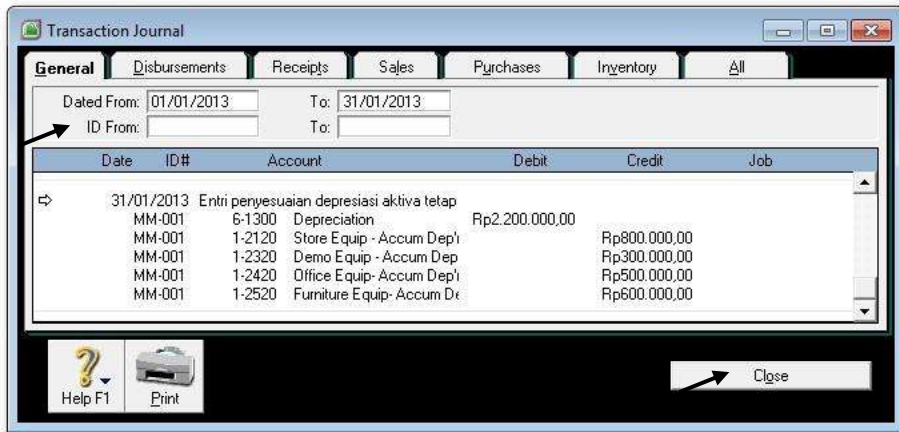 Transaction Journal
General Disbursements Receipts Sales Purchases Inventory All
Dated From: 01/01/2013 To: 31/01/2013
ID From: To:
Date ID# Account Debit Credit Job
31/01/2013 Entri penyesuaian depresiasi aktiva tetap
MM-001 6-1300 Depreciation Rp2.200.000,00
MM-001 1-2120 Store Equip - Accum Dep'n Rp800.000,00
MM-001 1-2320 Demo Equip - Accum Dep Rp300.000,00
MM-001 1-2420 Office Equip- Accum Dep'n Rp500.000,00
MM-001 1-2520 Furniture Equip- Accum De Rp600.000,00
Help F1 Print Close